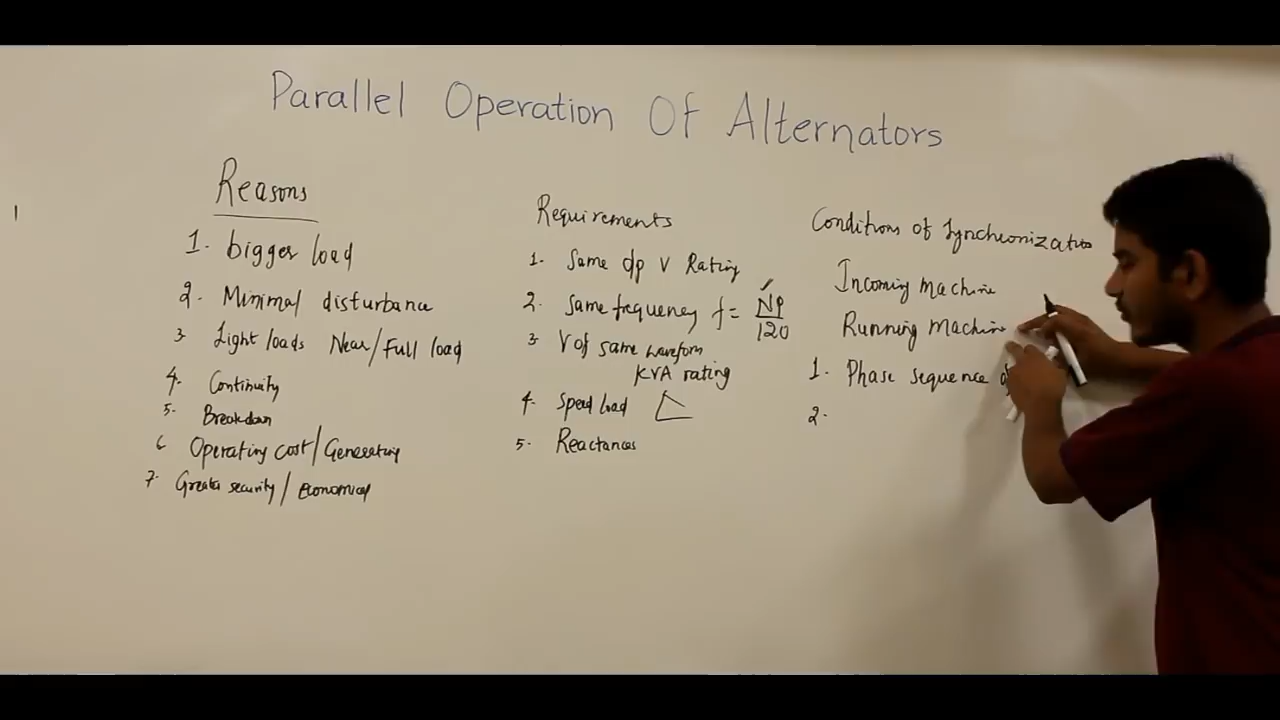 Parallel Operation Of Alternators
Reasons
1. bigger load
2. Minimal disturbance
3. Light loads Near/Full load
4. Continuity
5. Breakdown
6 Operating cost/Generating
7. Greater security/Economical
Requirements
1. Same o/p V Rating
2. Same frequency f = NP/120
3. V of same waveform
KVA rating
4. Speed load
5. Reactances
Conditions of Synchronization
Incoming Machine
Running Machine
1. Phase sequence
2.